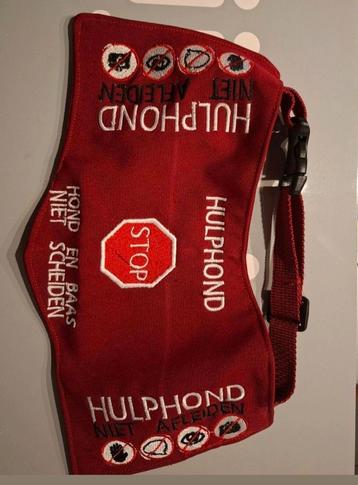 HULPHOND
NIET AFLEIDEN
HULPHOND
STOP
HOND EN BAAS
NIET SCHEIDEN
HULPHOND
NIET AFLEIDEN